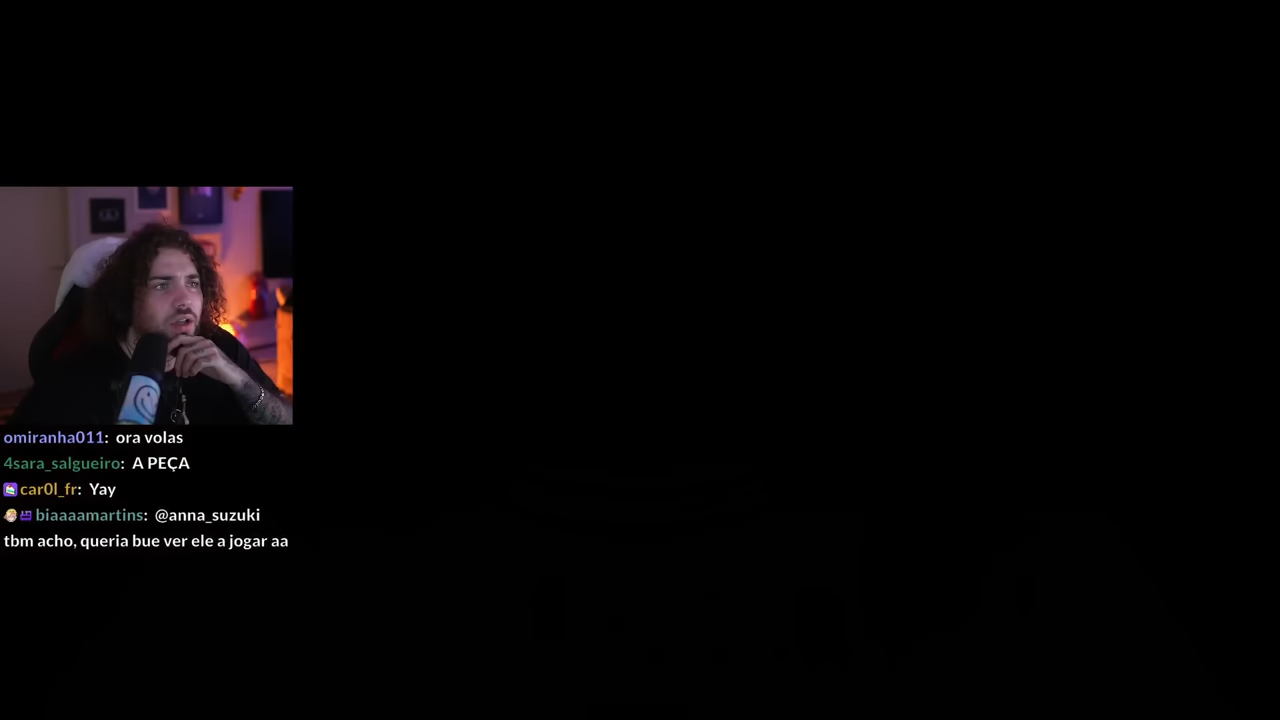 omiranha011: ora volas
4sara_salgueiro: A PEÇA
car0l_fr: Yay
biaaaamartins: @anna_suzuki
tbm acho, queria bue ver ele a jogar aa